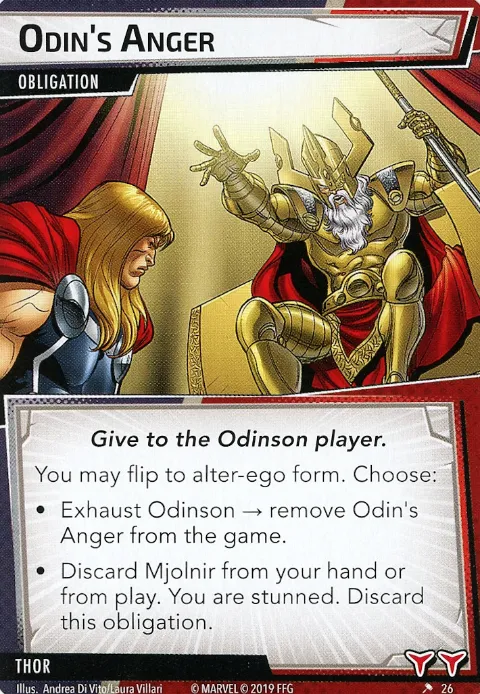 ODIN'S ANGER
OBLIGATION
Give to the Odinson player.
You may flip to alter-ego form. Choose:
• Exhaust Odinson → remove Odin's
Anger from the game.
• Discard Mjolnir from your hand or
from play. You are stunned. Discard
this obligation.
THOR
Illus. Andrea Di Vito/Laura Villari © MARVEL © 2019 FFG 26